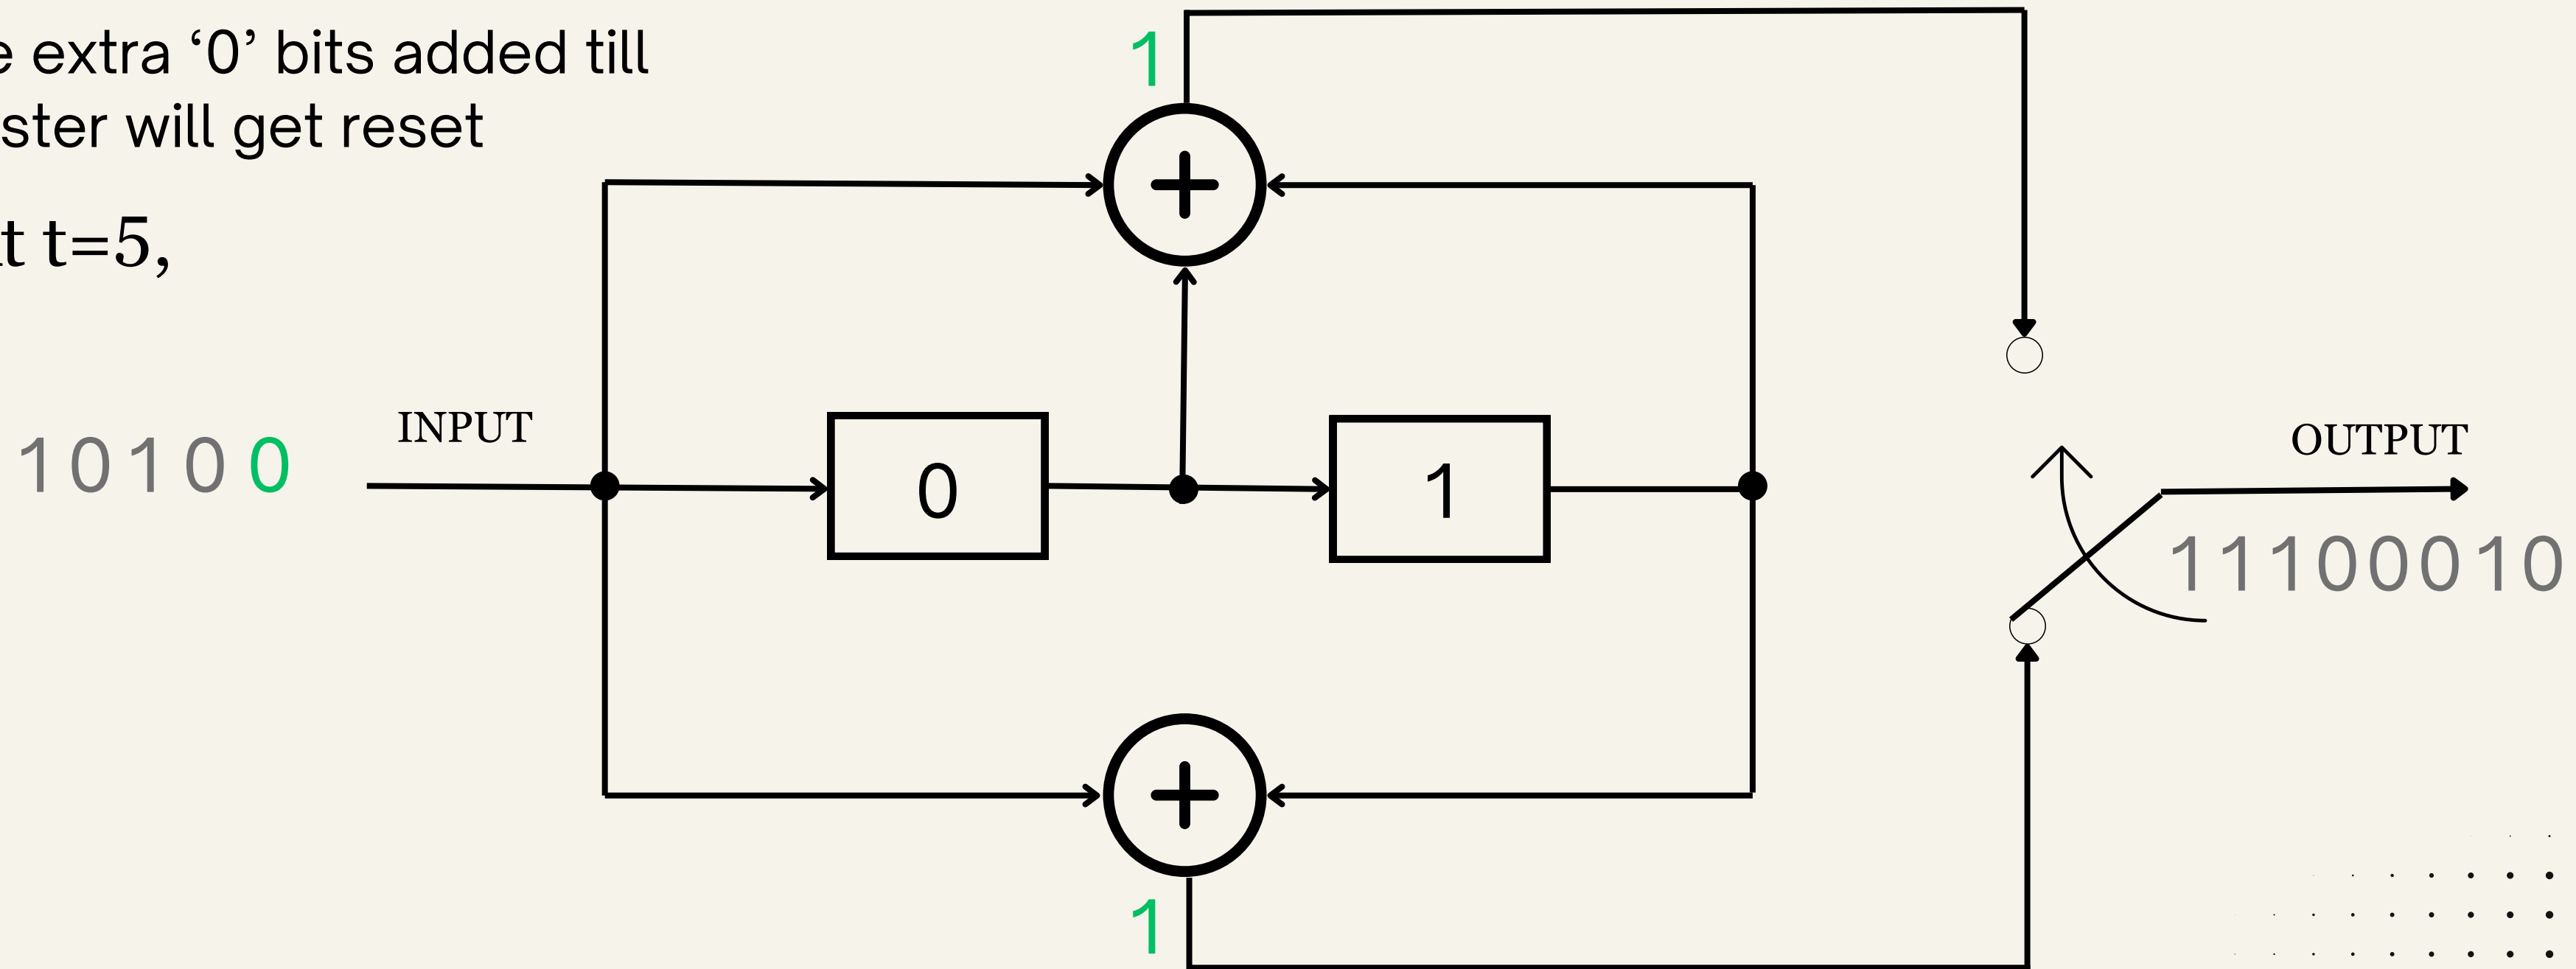 extra ‘0’ bits added till
will get reset
t=5,
1
INPUT
1 0 1 0 0
0
1
OUTPUT
11100010
1